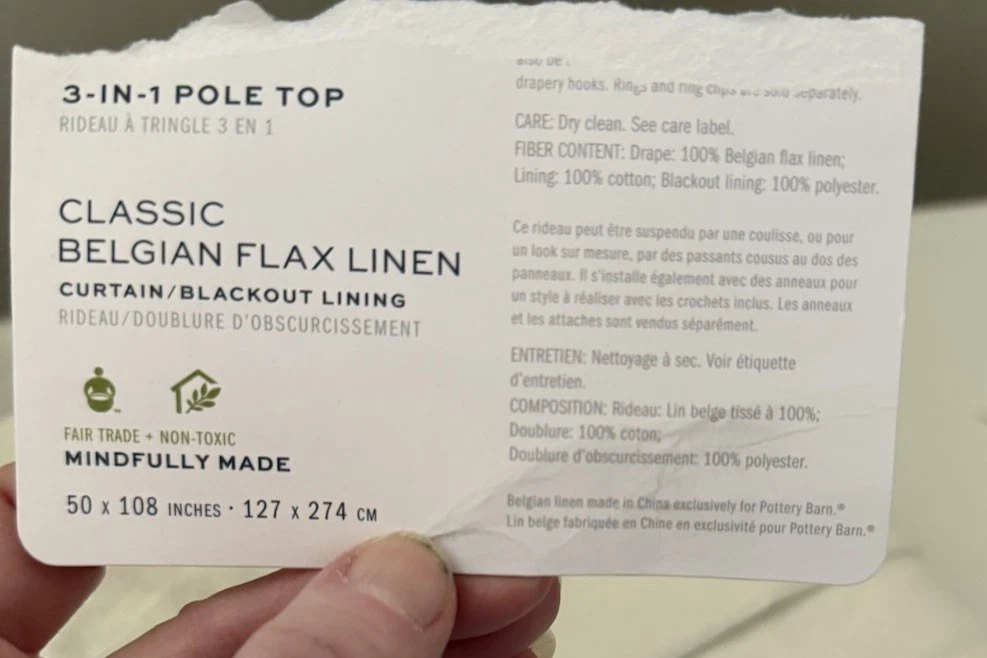 3-IN-1 POLE TOP
RIDEAU À TRINGLE 3 EN 1
CLASSIC
BELGIAN FLAX LINEN
CURTAIN/BLACKOUT LINING
RIDEAU/DOUBLURE D'OBSCURCISSEMENT
FAIR TRADE + NON-TOXIC
MINDFULLY MADE
50 x 108 INCHES · 127 x 274 CM
drapery hooks. Rings and ring clips are sold separately.
CARE: Dry clean. See care label.
FIBER CONTENT: Drape: 100% Belgian flax linen;
Lining: 100% cotton; Blackout lining: 100% polyester.
Ce rideau peut être suspendu par une coulisse, ou pour
un look sur mesure, par des passants cousus au dos des
panneaux. Il s'installe également avec des anneaux pour
un style à réaliser avec les crochets inclus. Les anneaux
et les attaches sont vendus séparément.
ENTRETIEN: Nettoyage à sec. Voir étiquette
d'entretien.
COMPOSITION: Rideau: Lin belge tissé à 100%;
Doublure: 100% coton;
Doublure d'obscurcissement: 100% polyester.
Belgian linen made in China exclusively for Pottery Barn.®
Lin belge fabriquée en Chine en exclusivité pour Pottery Barn.®